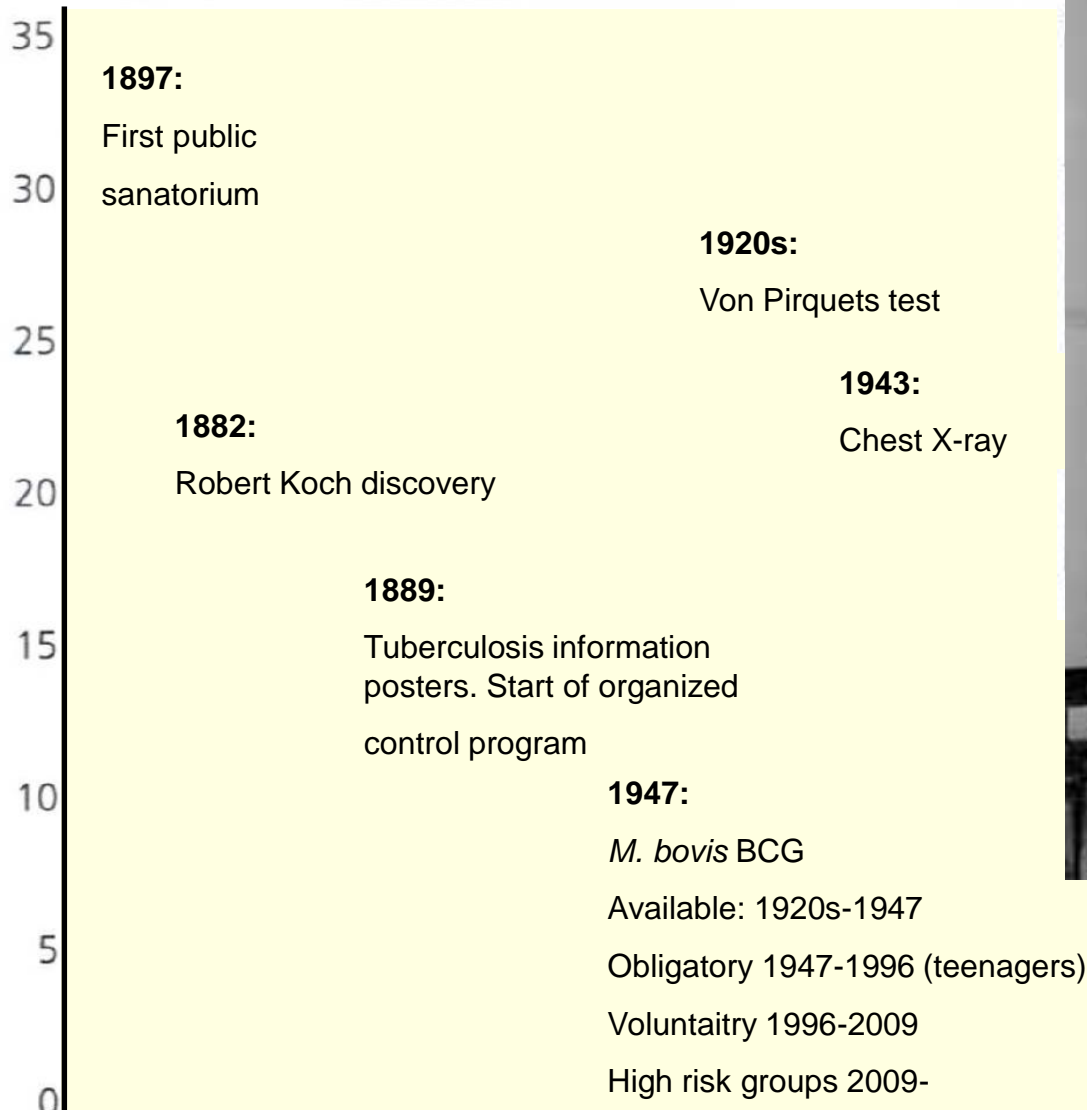 35
30
25
20
15
10
5
0
1897:
First public
sanatorium
1920s:
Von Pirquets test
1943:
Chest X-ray
1882:
Robert Koch discovery
1889:
Tuberculosis information
posters. Start of organized
control program
1947:
M. bovis BCG
Available: 1920s-1947
Obligatory 1947-1996 (teenagers)
Voluntaitry 1996-2009
High risk groups 2009-